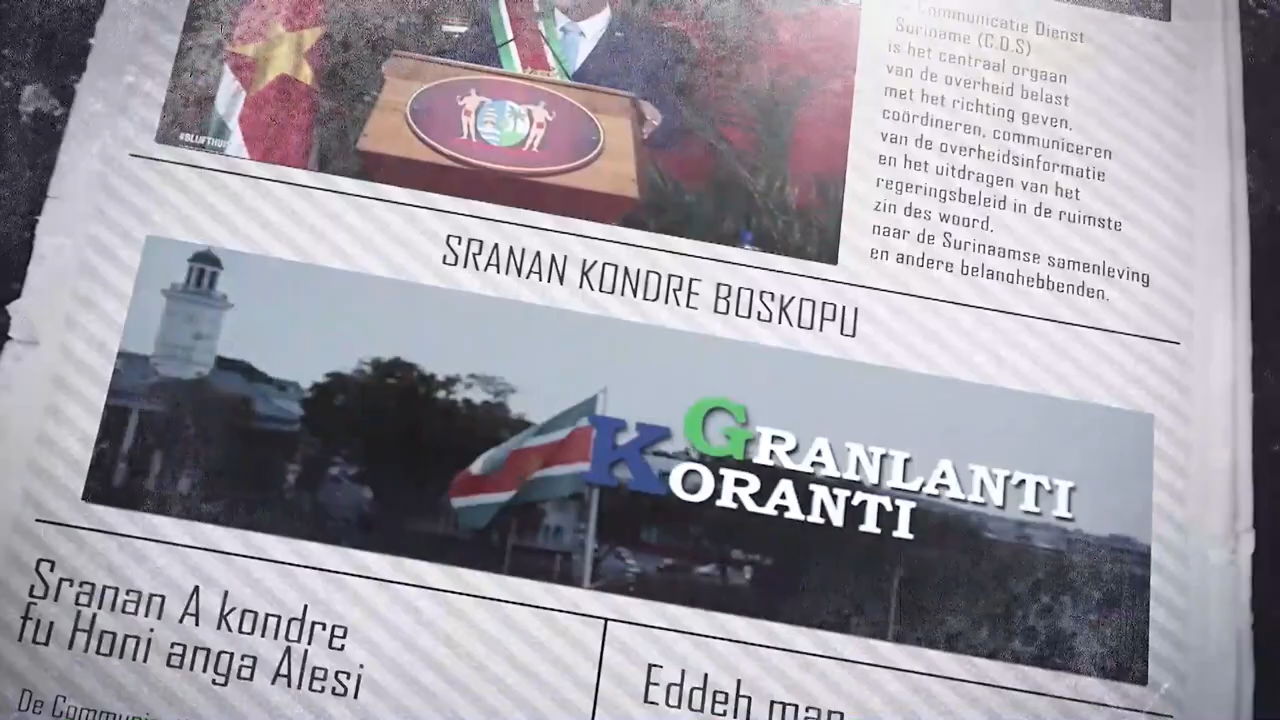 Communicatie Dienst
Suriname (C.D.S)
is het centraal orgaan
van de overheid belast
met het richting geven,
coördineren, communiceren
van de overheidsinformatie
en het uitdragen van het
regeringsbeleid in de ruimste
zin des woord,
naar de Surinaamse samenleving
en andere belanghebbenden.
SRANAN KONDRE BOSKOPU
GRANLANTI
KORANTI
Sranan A kondre
fu Honi anga Alesi
De
Eddeh man